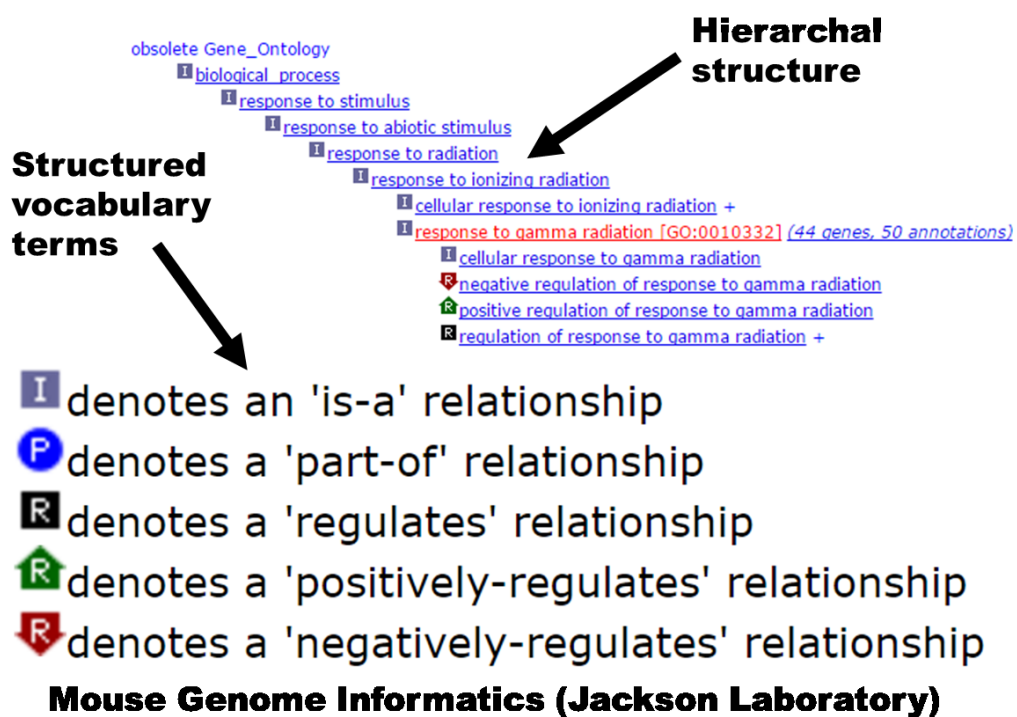 Hierarchal
structure
obsolete Gene_Ontology
I biological_process
I response to stimulus
I response to abiotic stimulus
I response to radiation
I response to ionizing radiation
I cellular response to ionizing radiation +
I response to gamma radiation [GO:0010332] (44 genes, 50 annotations)
I cellular response to gamma radiation
R negative regulation of response to gamma radiation
R positive regulation of response to gamma radiation
R regulation of response to gamma radiation +
Structured
vocabulary
terms
I denotes an 'is-a' relationship
P denotes a 'part-of' relationship
R denotes a 'regulates' relationship
R denotes a 'positively-regulates' relationship
R denotes a 'negatively-regulates' relationship
Mouse Genome Informatics (Jackson Laboratory)